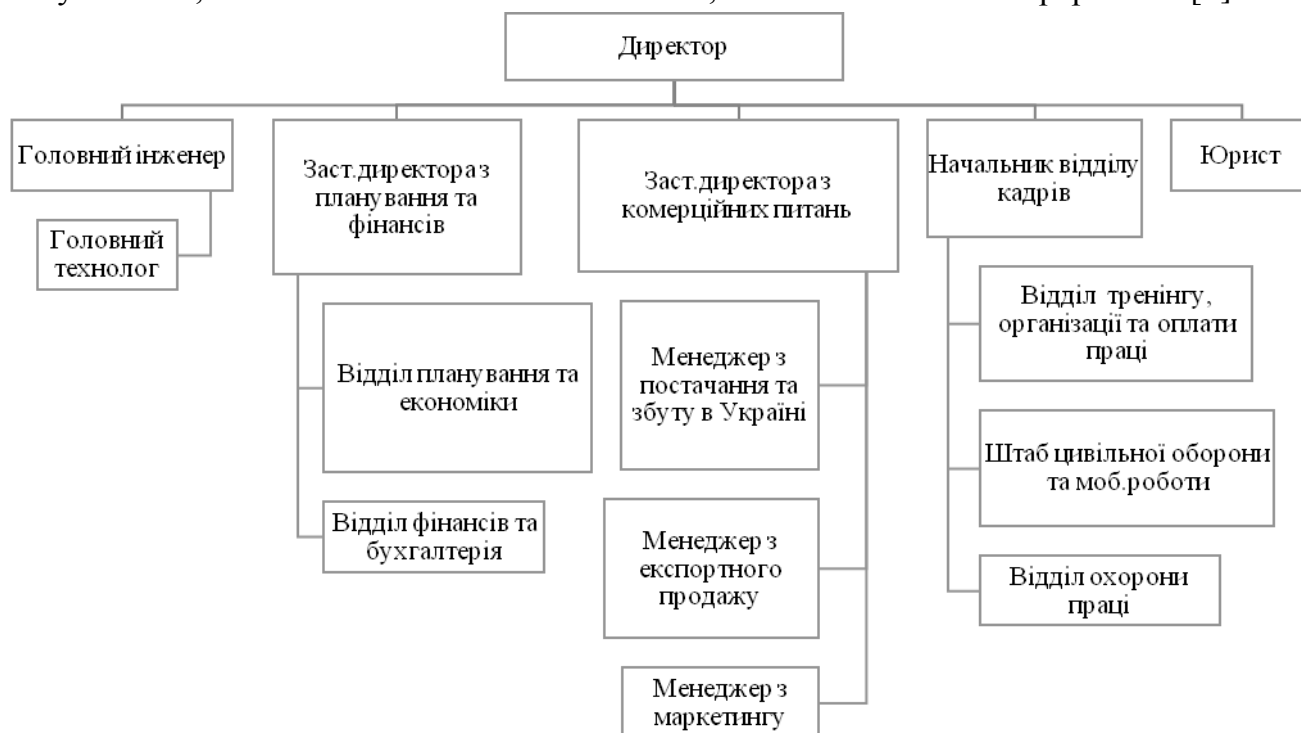 Директор
Головний інженер
Головний
технолог
Заст.директора з
планування та
фінансів
Відділ планування та
економіки
Відділ фінансів та
бухгалтерія
Заст.директора з
комерційних питань
Менеджер з
постачання та
збуту в Україні
Менеджер з
експортного
продажу
Менеджер з
маркетингу
Начальник відділу
кадрів
Відділ тренінгу,
організації та оплати
праці
Штаб цивільної оборони
та моб.роботи
Відділ охорони
праці
Юрист